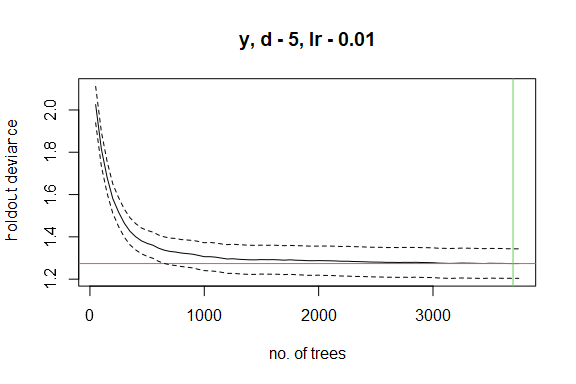 y, d - 5, lr - 0.01
holdout deviance
2.0
1.8
1.6
1.4
1.2
0 1000 2000 3000
no. of trees